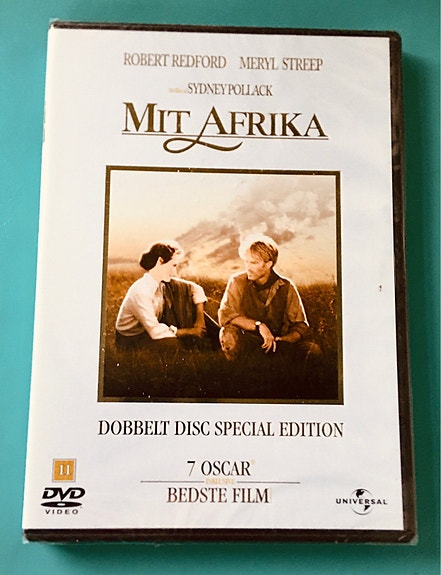 ROBERT REDFORD MERYL STREEP
SYDNEY POLLACK
MIT AFRIKA
DOBBELT DISC SPECIAL EDITION
7 OSCAR®
INKLUSIVE
BEDSTE FILM
11
DVD
VIDEO
UNIVERSAL